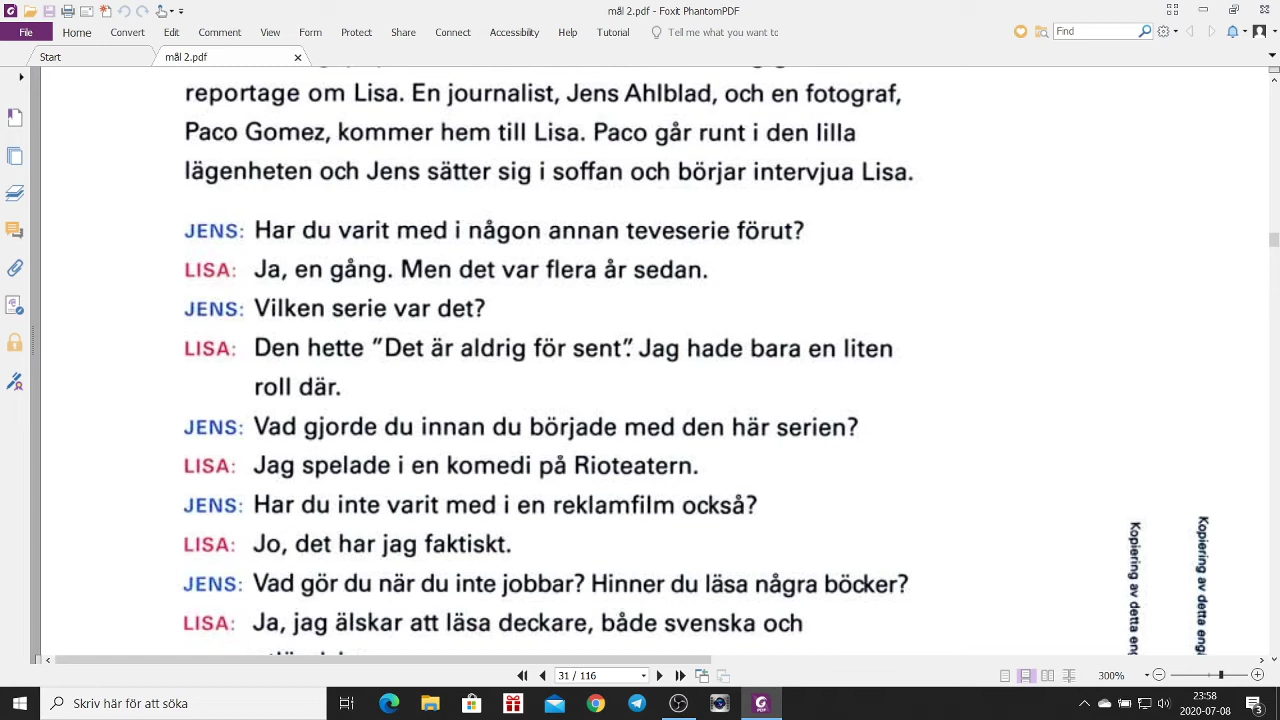 mål 2.pdf - Foxit PhantomPDF
File Home Convert Edit Comment View Form Protect Share Connect Accessibility Help Tutorial Tell me what you want to Find
Start mål 2.pdf
reportage om Lisa. En journalist, Jens Ahlblad, och en fotograf,
Paco Gomez, kommer hem till Lisa. Paco går runt i den lilla
lägenheten och Jens sätter sig i soffan och börjar intervjua Lisa.
JENS: Har du varit med i någon annan teveserie förut?
LISA: Ja, en gång. Men det var flera år sedan.
JENS: Vilken serie var det?
LISA: Den hette ”Det är aldrig för sent”. Jag hade bara en liten
roll där.
JENS: Vad gjorde du innan du började med den här serien?
LISA: Jag spelade i en komedi på Rioteatern.
JENS: Har du inte varit med i en reklamfilm också?
LISA: Jo, det har jag faktiskt.
JENS: Vad gör du när du inte jobbar? Hinner du läsa några böcker?
LISA: Ja, jag älskar att läsa deckare, både svenska och
Kopiering av detta eng
Kopiering av detta eng
31 / 116 300%
Skriv här för att söka
23:58
2020-07-08
3